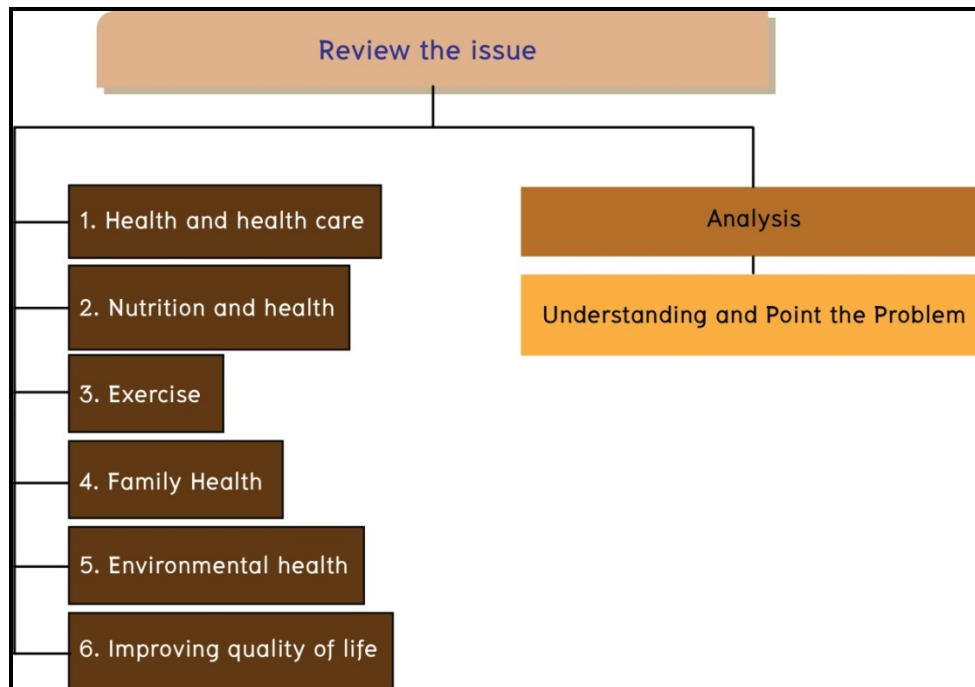 Review the issue
1. Health and health care
2. Nutrition and health
3. Exercise
4. Family Health
5. Environmental health
6. Improving quality of life
Analysis
Understanding and Point the Problem